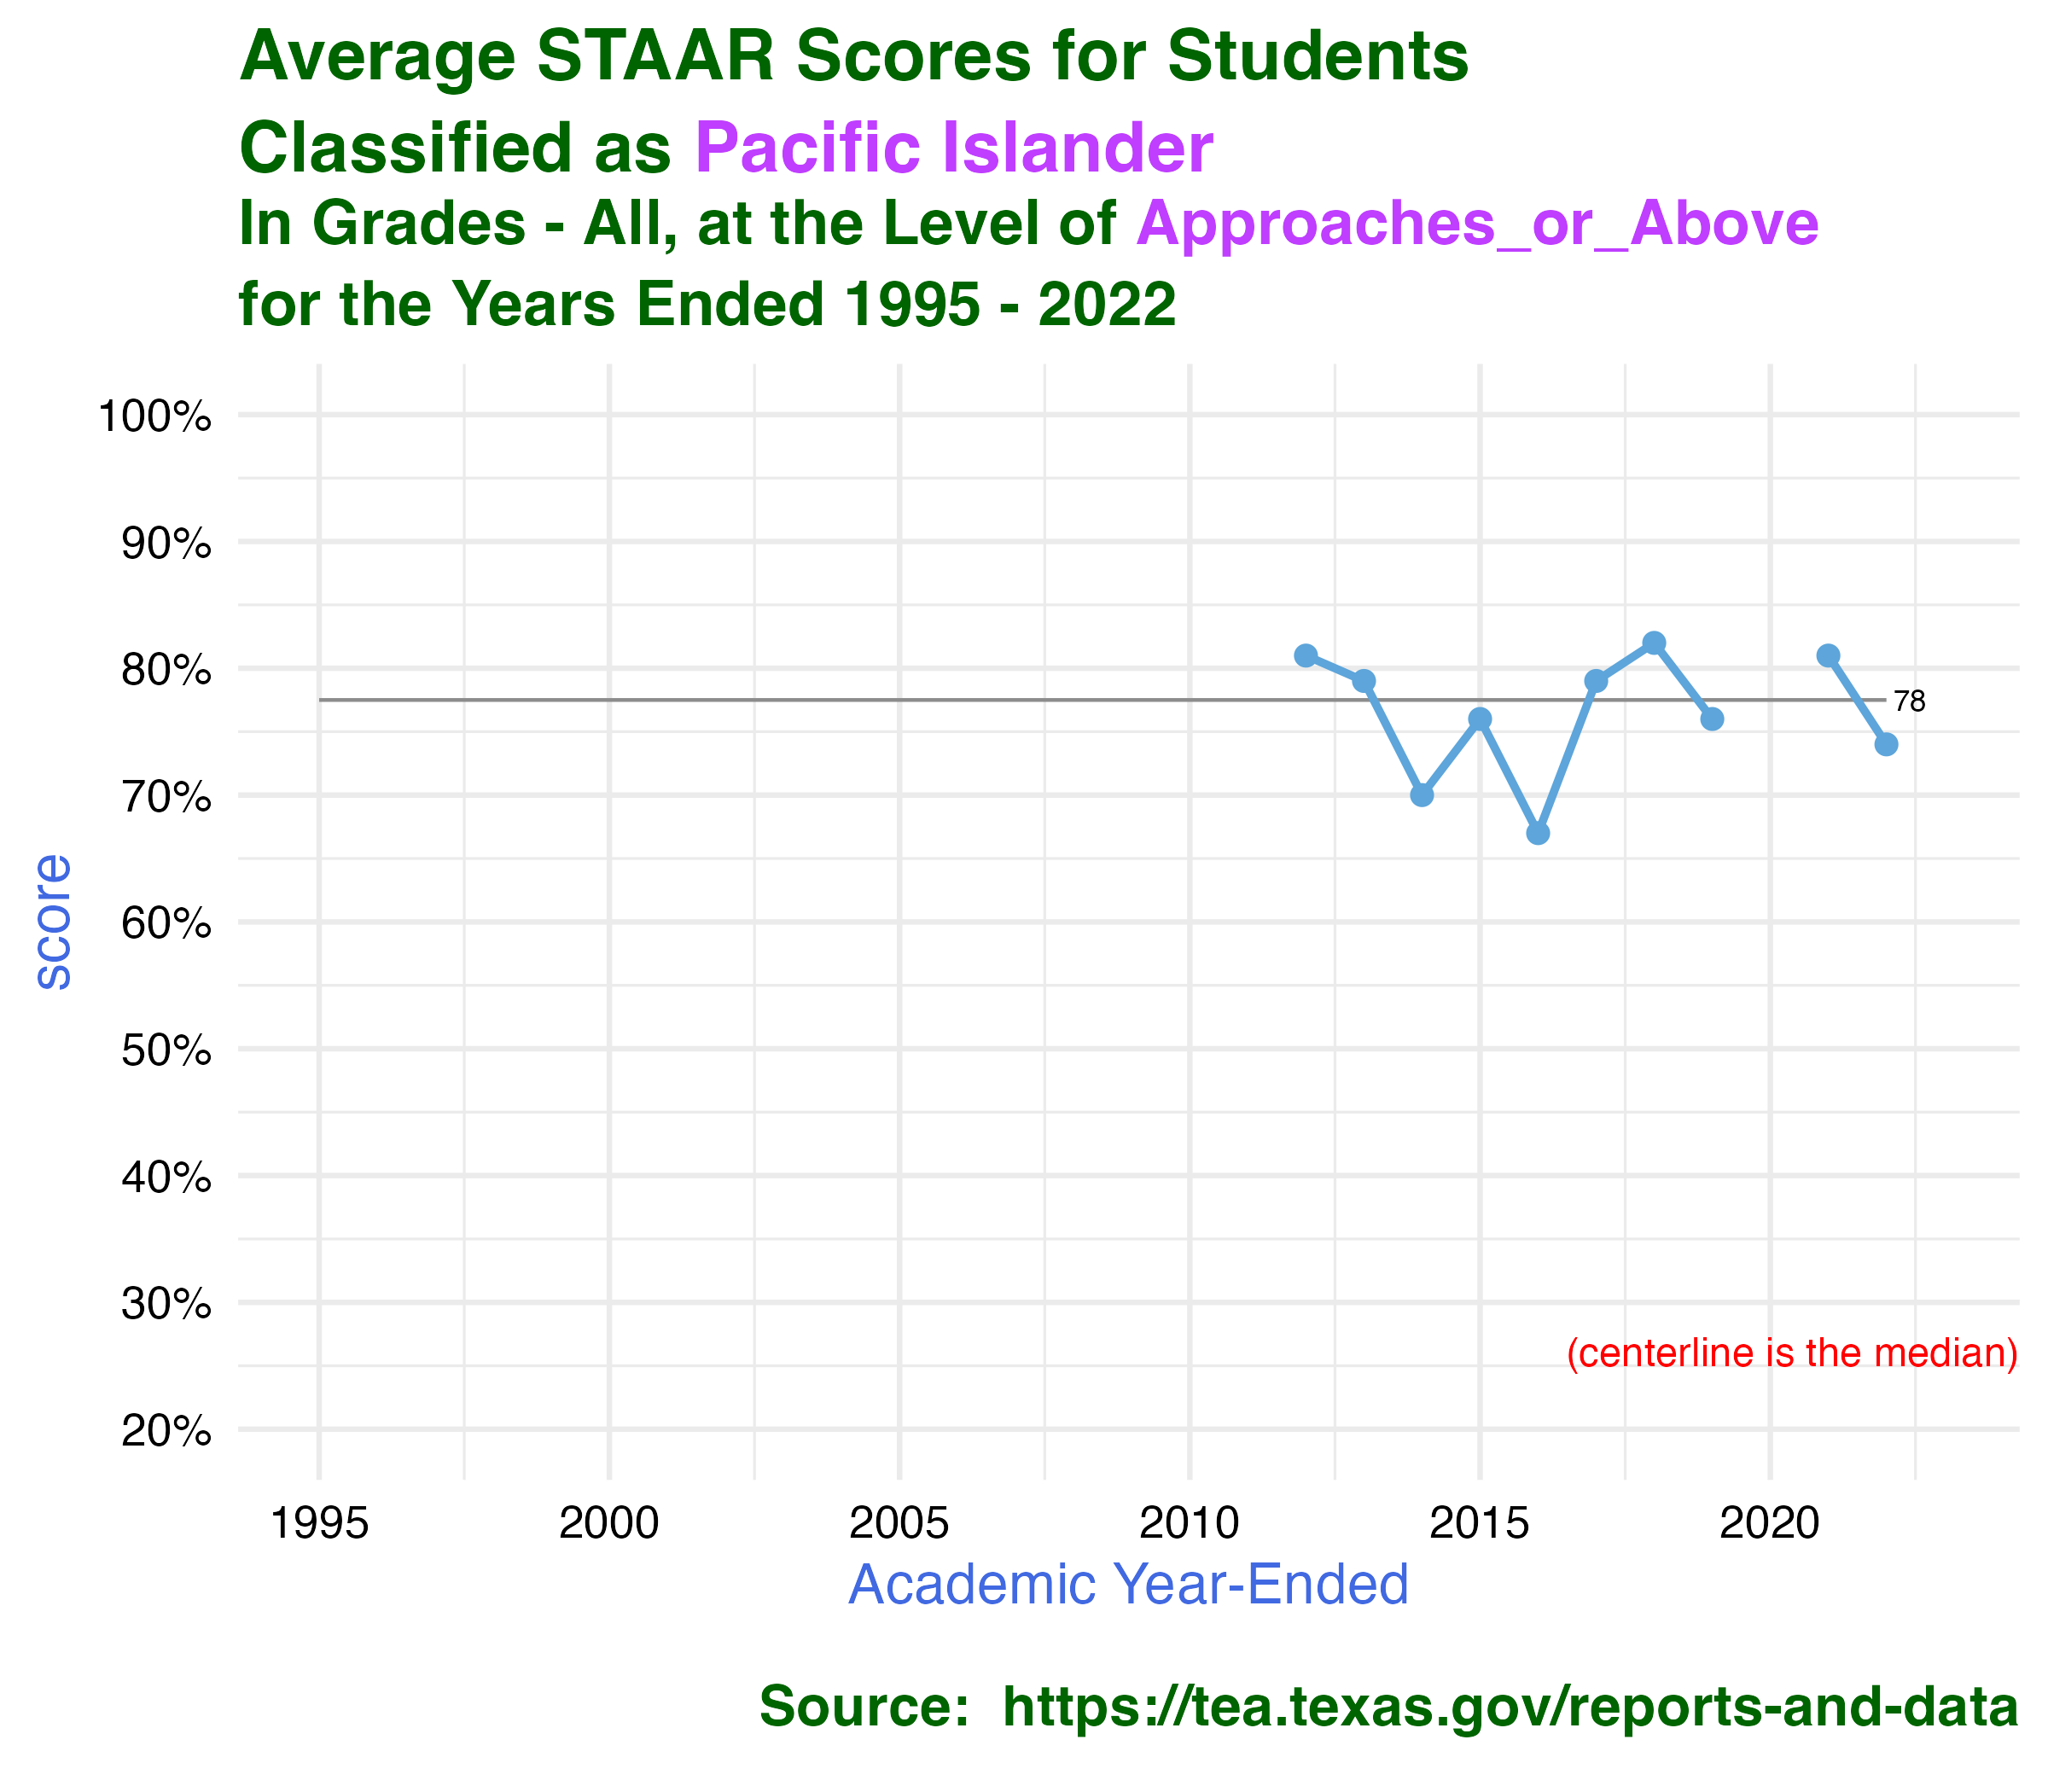 Average STAAR Scores for Students
Classified as Pacific Islander
In Grades - All, at the Level of Approaches_or_Above
for the Years Ended 1995 - 2022
100%
90%
80%
78
70%
60%
50%
40%
30%
20%
score
(centerline is the median)
1995 2000 2005 2010 2015 2020
Academic Year-Ended
Source:  https://tea.texas.gov/reports-and-data